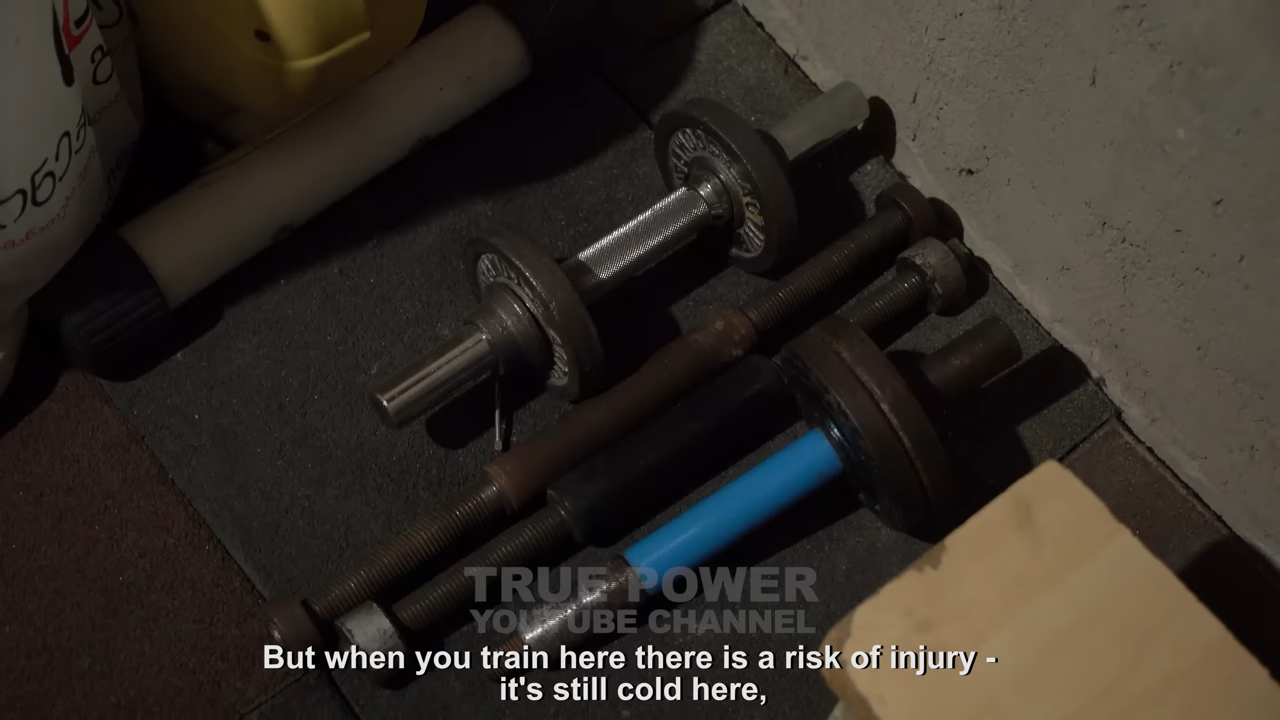 TRUE POWER
YOUTUBE CHANNEL
But when you train here there is a risk of injury -
it's still cold here,